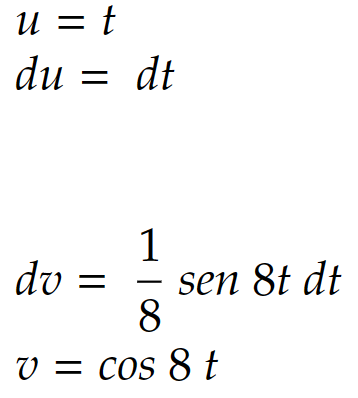 u = t
du = dt
dv = 1/8 sen 8t dt
v = cos 8 t